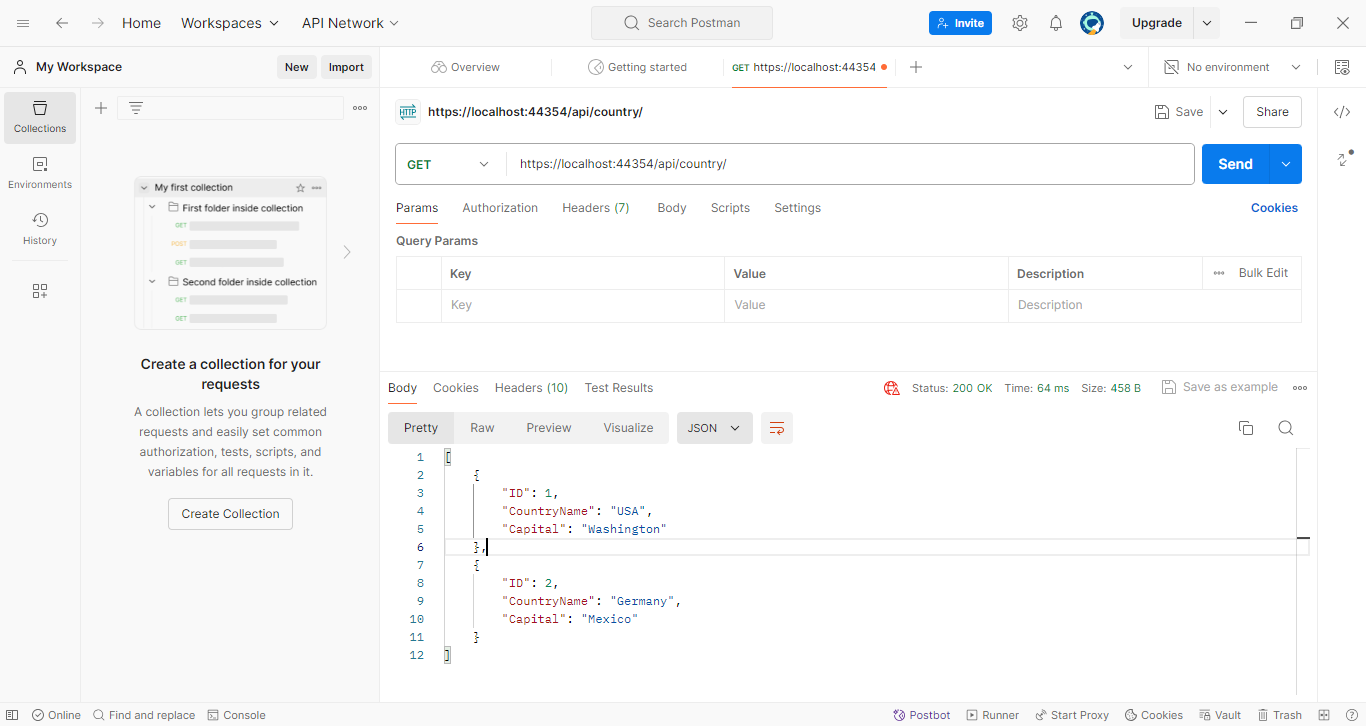 Home Workspaces API Network Search Postman Invite Upgrade
My Workspace New Import Overview Getting started GET https://localhost:44354 No environment
Collections
Environments
History
My first collection
First folder inside collection
GET
POST
GET
Second folder inside collection
GET
GET
Create a collection for your
requests
A collection lets you group related
requests and easily set common
authorization, tests, scripts, and
variables for all requests in it.
Create Collection
HTTP https://localhost:44354/api/country/ Save Share
GET https://localhost:44354/api/country/ Send
Params Authorization Headers (7) Body Scripts Settings Cookies
Query Params
Key Value Description Bulk Edit
Key Value Description
Body Cookies Headers (10) Test Results Status: 200 OK Time: 64 ms Size: 458 B Save as example
Pretty Raw Preview Visualize JSON
1 [
2 {
3 "ID": 1,
4 "CountryName": "USA",
5 "Capital": "Washington"
6 },
7 {
8 "ID": 2,
9 "CountryName": "Germany",
10 "Capital": "Mexico"
11 }
12 ]
Online Find and replace Console Postbot Runner Start Proxy Cookies Vault Trash